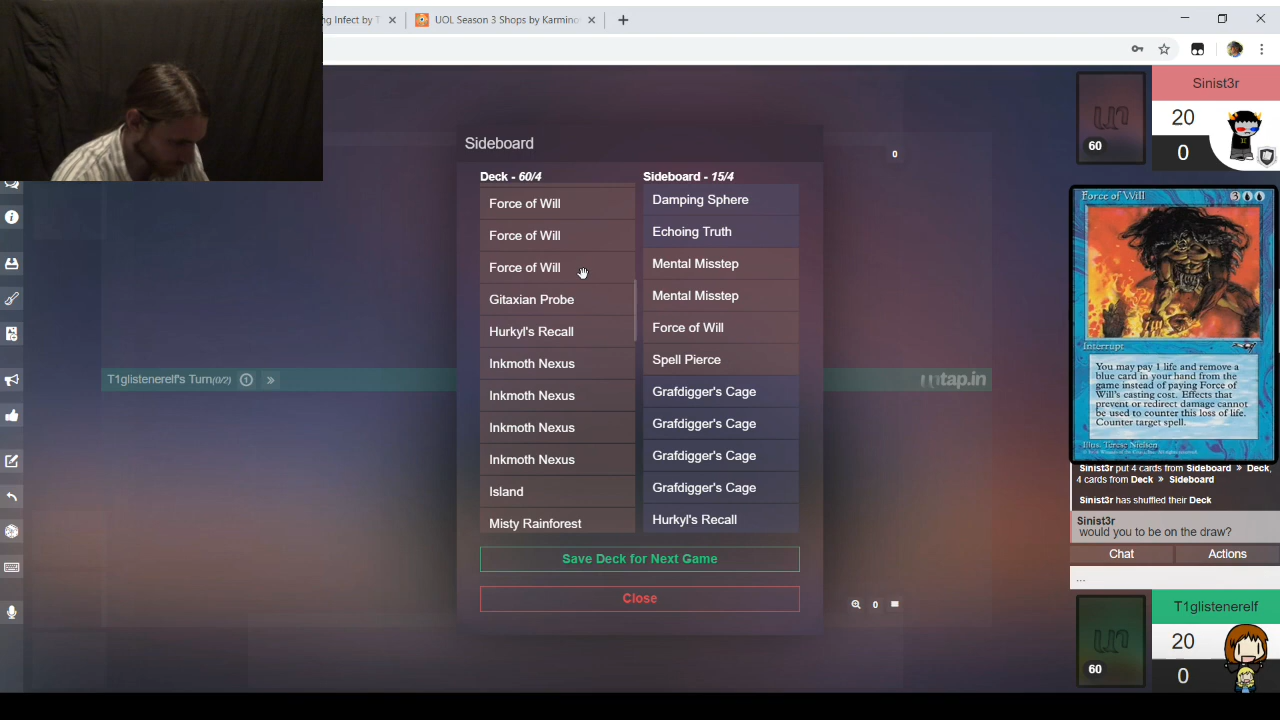 ng Infect by T
UOL Season 3 Shops by Karmino
Sinist3r
20
0
60
0
Sideboard
Deck - 60/4
Sideboard - 15/4
Force of Will
Force of Will
Force of Will
Gitaxian Probe
Hurkyl's Recall
Inkmoth Nexus
Inkmoth Nexus
Inkmoth Nexus
Inkmoth Nexus
Island
Misty Rainforest
Damping Sphere
Echoing Truth
Mental Misstep
Mental Misstep
Force of Will
Spell Pierce
Grafdigger's Cage
Grafdigger's Cage
Grafdigger's Cage
Grafdigger's Cage
Hurkyl's Recall
Save Deck for Next Game
Close
T1glistenerelf's Turn(0/2) 1
untap.in
Force of Will 3
Interrupt
You may pay 1 life and remove a
blue card in your hand from the
game instead of paying Force of
Will's casting cost. Effects that
prevent or redirect damage cannot
be used to counter this loss of life.
Counter target spell.
Illus. Terese Nielsen
Sinist3r put 4 cards from Sideboard » Deck,
4 cards from Deck » Sideboard
Sinist3r has shuffled their Deck
Sinist3r
would you to be on the draw?
Chat
Actions
...
0
T1glistenerelf
20
0
60